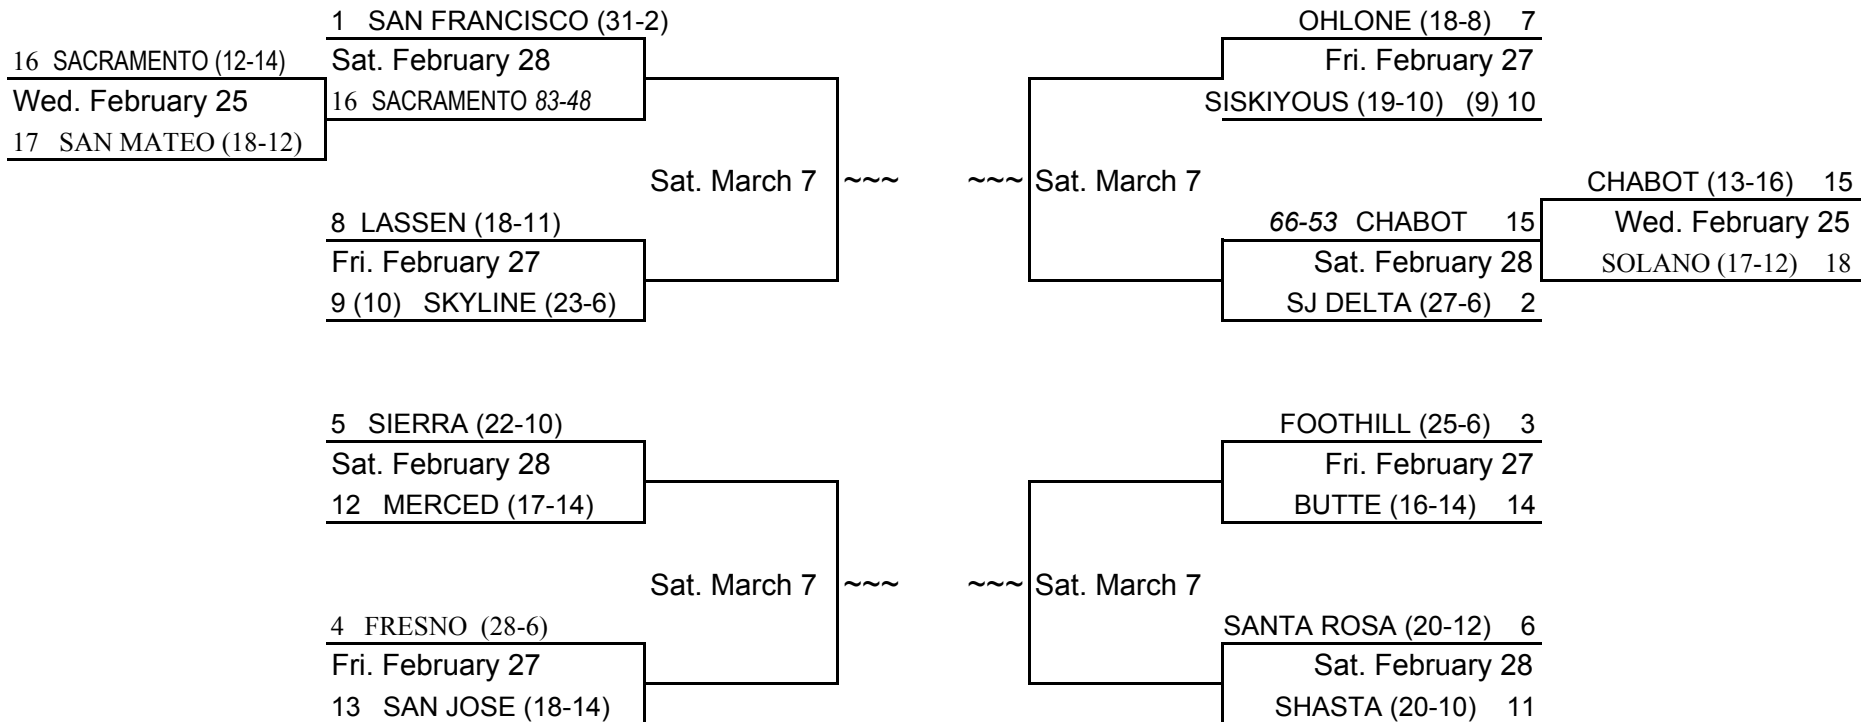 1 SAN FRANCISCO (31-2)
16 SACRAMENTO (12-14)
Sat. February 28
Wed. February 25
16 SACRAMENTO 83-48
17 SAN MATEO (18-12)
Sat. March 7 ~~~
8 LASSEN (18-11)
Fri. February 27
9 (10) SKYLINE (23-6)
5 SIERRA (22-10)
Sat. February 28
12 MERCED (17-14)
Sat. March 7 ~~~
4 FRESNO (28-6)
Fri. February 27
13 SAN JOSE (18-14)
OHLONE (18-8) 7
Fri. February 27
SISKIYOUS (19-10) (9) 10
~~~ Sat. March 7
CHABOT (13-16) 15
66-53 CHABOT 15
Wed. February 25
Sat. February 28
SOLANO (17-12) 18
SJ DELTA (27-6) 2
FOOTHILL (25-6) 3
Fri. February 27
BUTTE (16-14) 14
~~~ Sat. March 7
SANTA ROSA (20-12) 6
Sat. February 28
SHASTA (20-10) 11